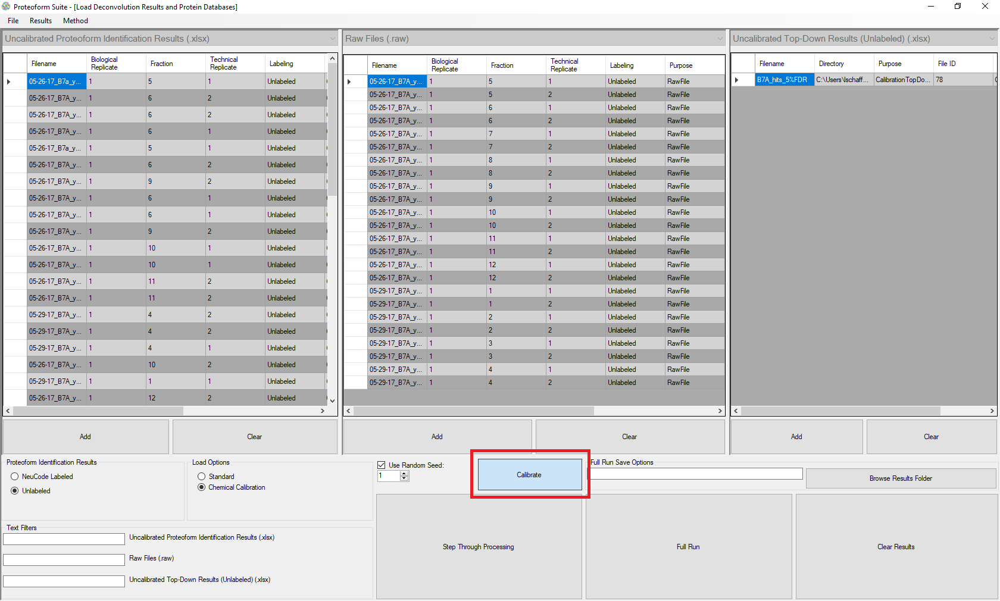 Proteoform Suite - [Load Deconvolution Results and Protein Databases]
File Results Method
Uncalibrated Proteoform Identification Results (.xlsx)
Filename Biological Replicate Fraction Technical Replicate Labeling
05-26-17_B7a_y... 1 5 1 Unlabeled
05-26-17_B7A_y... 1 6 2 Unlabeled
05-26-17_B7A_y... 1 6 2 Unlabeled
05-26-17_B7A_y... 1 6 1 Unlabeled
05-26-17_B7a_y... 1 5 1 Unlabeled
05-26-17_B7A_y... 1 6 2 Unlabeled
05-26-17_B7A_y... 1 9 2 Unlabeled
05-26-17_B7A_y... 1 6 1 Unlabeled
05-26-17_B7A_y... 1 6 1 Unlabeled
05-26-17_B7A_y... 1 9 2 Unlabeled
05-26-17_B7A_y... 1 10 1 Unlabeled
05-26-17_B7A_y... 1 10 1 Unlabeled
05-26-17_B7A_y... 1 11 2 Unlabeled
05-26-17_B7A_y... 1 11 2 Unlabeled
05-29-17_B7A_y... 1 4 2 Unlabeled
05-29-17_B7A_y... 1 4 2 Unlabeled
05-29-17_B7A_y... 1 4 1 Unlabeled
05-26-17_B7A_y... 1 10 2 Unlabeled
05-29-17_B7A_y... 1 1 1 Unlabeled
05-26-17_B7A_y... 1 12 2 Unlabeled
Add Clear
Raw Files (.raw)
Filename Biological Replicate Fraction Technical Replicate Labeling Purpose
05-26-17_B7A_y... 1 5 1 Unlabeled RawFile
05-26-17_B7A_y... 1 5 2 Unlabeled RawFile
05-26-17_B7A_y... 1 6 1 Unlabeled RawFile
05-26-17_B7A_y... 1 6 2 Unlabeled RawFile
05-26-17_B7A_y... 1 7 1 Unlabeled RawFile
05-26-17_B7A_y... 1 7 2 Unlabeled RawFile
05-26-17_B7A_y... 1 8 1 Unlabeled RawFile
05-26-17_B7A_y... 1 8 2 Unlabeled RawFile
05-26-17_B7A_y... 1 9 1 Unlabeled RawFile
05-26-17_B7A_y... 1 9 2 Unlabeled RawFile
05-26-17_B7A_y... 1 10 1 Unlabeled RawFile
05-26-17_B7A_y... 1 10 2 Unlabeled RawFile
05-26-17_B7A_y... 1 11 1 Unlabeled RawFile
05-26-17_B7A_y... 1 11 2 Unlabeled RawFile
05-26-17_B7A_y... 1 12 1 Unlabeled RawFile
05-26-17_B7A_y... 1 12 2 Unlabeled RawFile
05-29-17_B7A_y... 1 1 1 Unlabeled RawFile
05-29-17_B7A_y... 1 1 2 Unlabeled RawFile
05-29-17_B7A_y... 1 2 1 Unlabeled RawFile
05-29-17_B7A_y... 1 2 2 Unlabeled RawFile
05-29-17_B7A_y... 1 3 1 Unlabeled RawFile
05-29-17_B7A_y... 1 3 2 Unlabeled RawFile
05-29-17_B7A_y... 1 4 1 Unlabeled RawFile
05-29-17_B7A_y... 1 4 2 Unlabeled RawFile
Add Clear
Uncalibrated Top-Down Results (Unlabeled) (.xlsx)
Filename Directory Purpose File ID
B7A_hits_5%FDR C:\Users\lschaff... CalibrationTopDo... 78
Add Clear
Proteoform Identification Results
NeuCode Labeled
Unlabeled
Load Options
Standard
Chemical Calibration
Use Random Seed:
1
Calibrate
Full Run Save Options
Browse Results Folder
Text Filters
Uncalibrated Proteoform Identification Results (.xlsx)
Raw Files (.raw)
Uncalibrated Top-Down Results (Unlabeled) (.xlsx)
Step Through Processing
Full Run
Clear Results